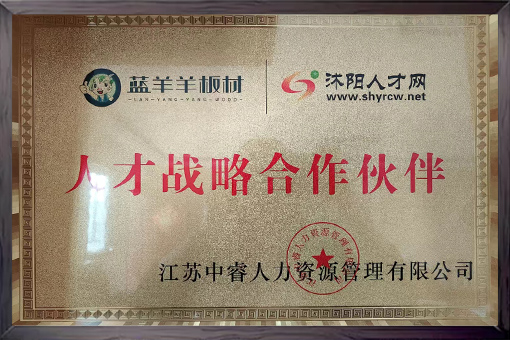 蓝羊羊板材 沭阳人才网
-LAN-YANG-YANG-WOOD- www.shyrcw.net
人才战略合作伙伴
江苏中睿人力资源管理有限公司